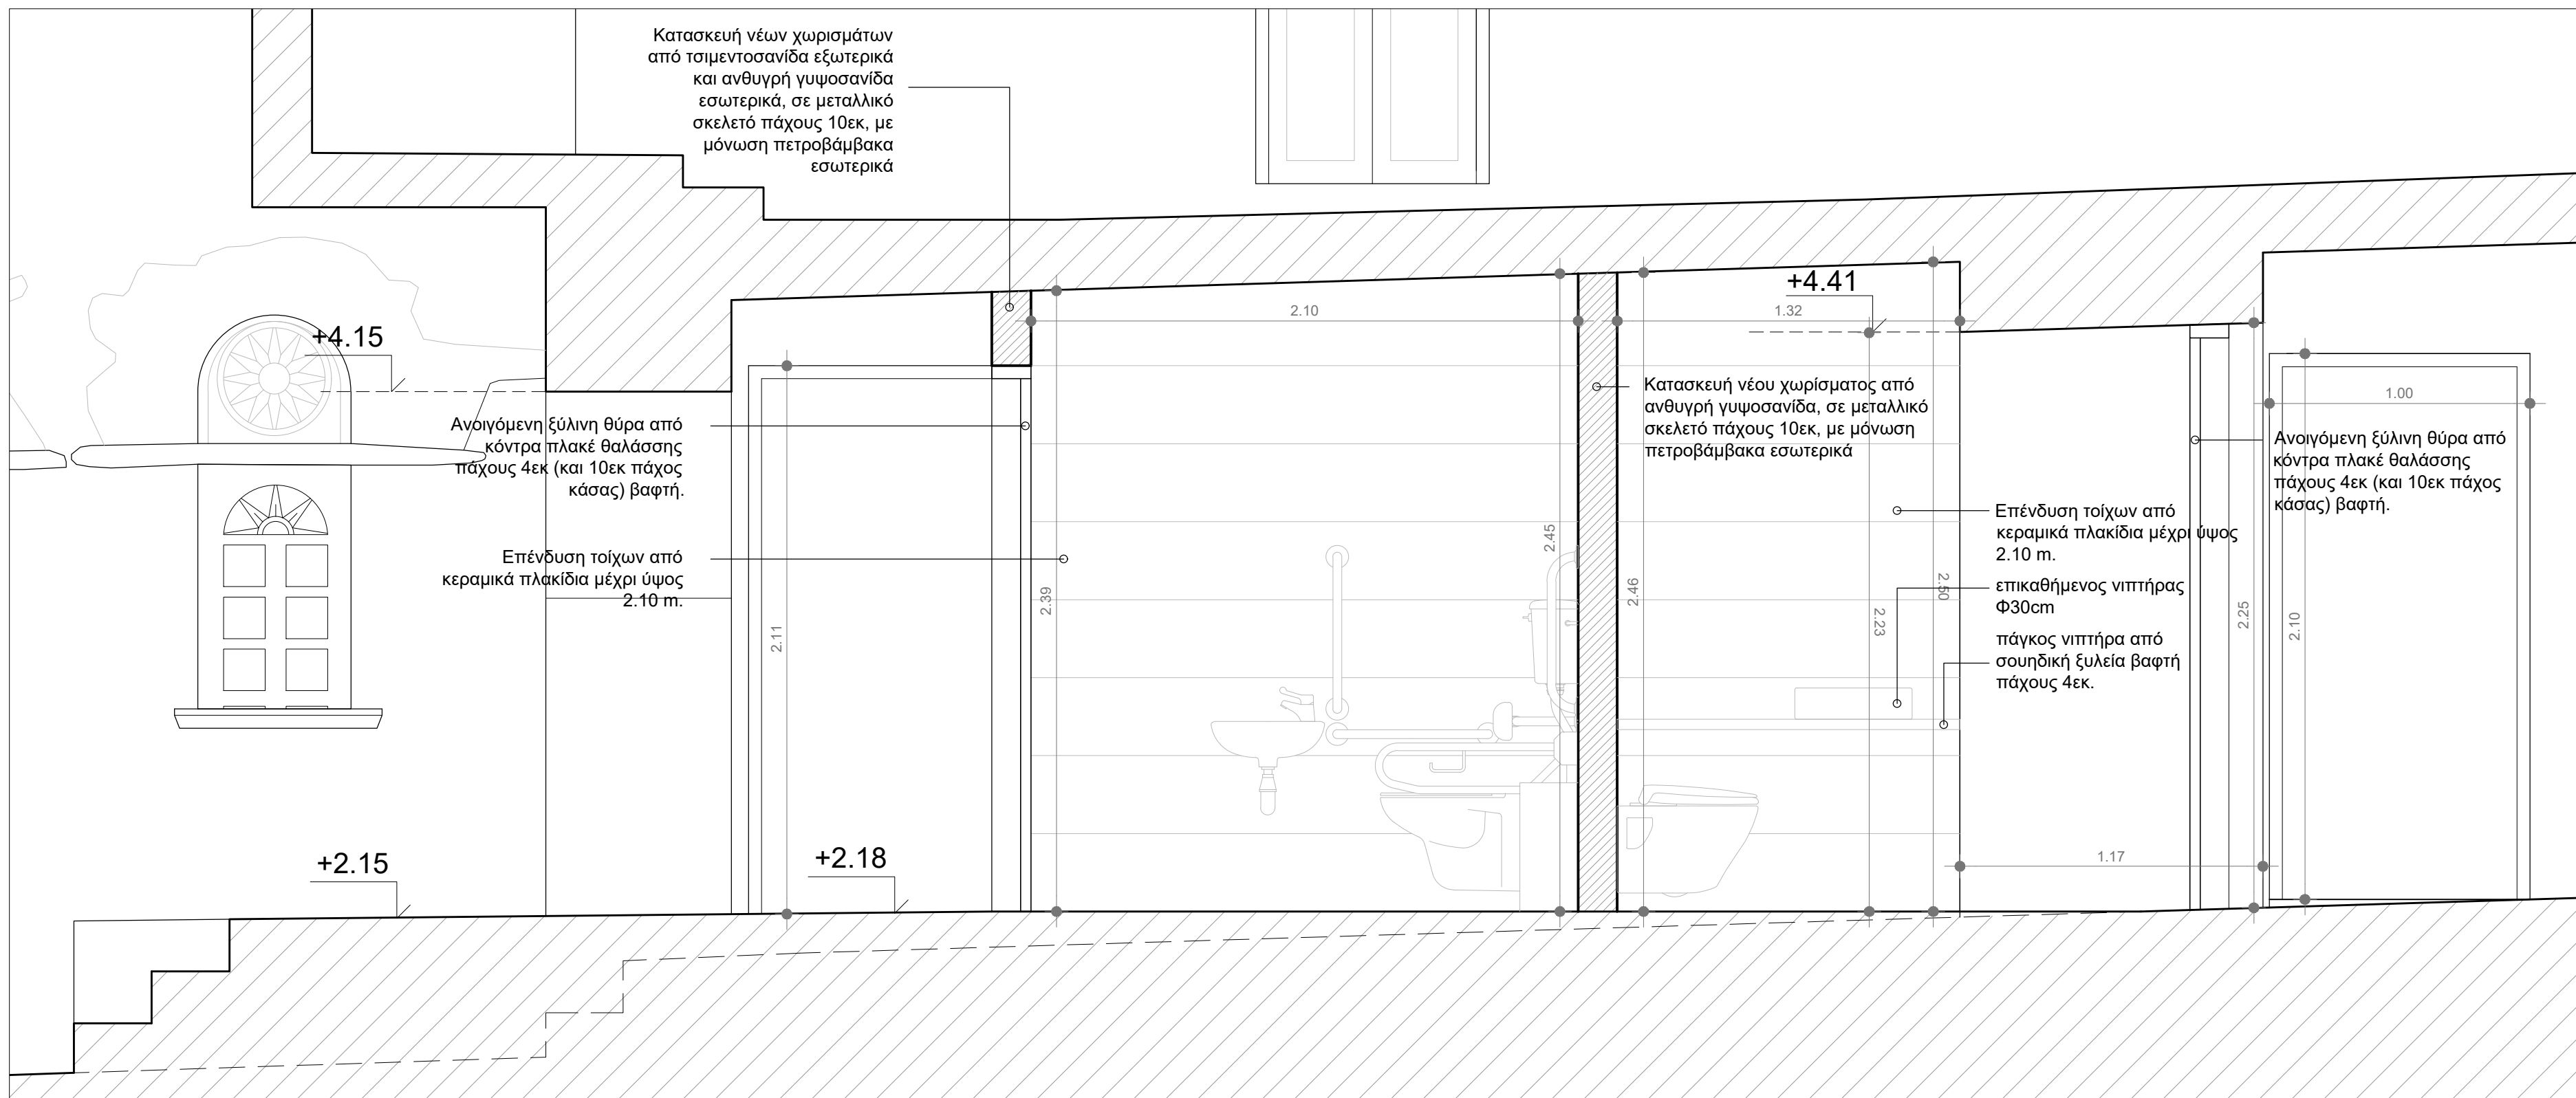 Κατασκευή νέων χωρισμάτων
από τσιμεντοσανίδα εξωτερικά
και ανθυγρή γυψοσανίδα
εσωτερικά, σε μεταλλικό
σκελετό πάχους 10εκ, με
μόνωση πετροβάμβακα
εσωτερικά
+4.15
+4.41
2.10
1.32
Ανοιγόμενη ξύλινη θύρα από
κόντρα πλακέ θαλάσσης
πάχους 4εκ (και 10εκ πάχος
κάσας) βαφτή.
Επένδυση τοίχων από
κεραμικά πλακίδια μέχρι ύψος
2.10 m.
2.11
2.39
2.45
2.46
Κατασκευή νέου χωρίσματος από
ανθυγρή γυψοσανίδα, σε μεταλλικό
σκελετό πάχους 10εκ, με μόνωση
πετροβάμβακα εσωτερικά
2.23
2.50
Επένδυση τοίχων από
κεραμικά πλακίδια μέχρι ύψος
2.10 m.
επικαθήμενος νιπτήρας
Φ30cm
πάγκος νιπτήρα από
σουηδική ξυλεία βαφτή
πάχους 4εκ.
2.25
2.10
1.00
Ανοιγόμενη ξύλινη θύρα από
κόντρα πλακέ θαλάσσης
πάχους 4εκ (και 10εκ πάχος
κάσας) βαφτή.
1.17
+2.15
+2.18